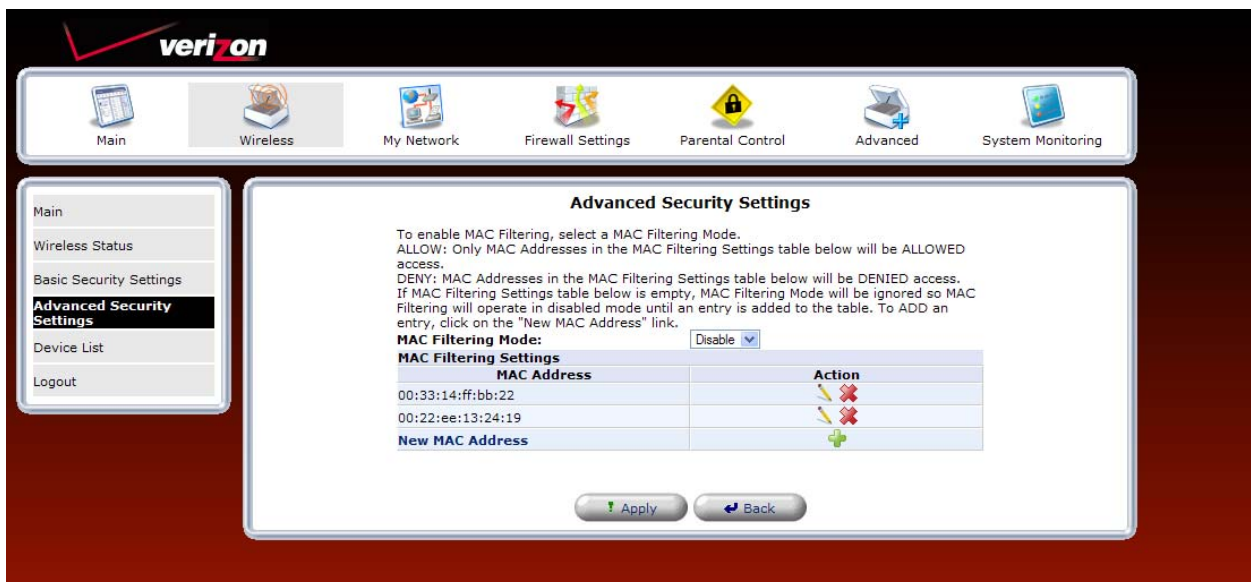 verizon
Main
Wireless
My Network
Firewall Settings
Parental Control
Advanced
System Monitoring
Main
Wireless Status
Basic Security Settings
Advanced Security
Settings
Device List
Logout
Advanced Security Settings
To enable MAC Filtering, select a MAC Filtering Mode.
ALLOW: Only MAC Addresses in the MAC Filtering Settings table below will be ALLOWED
access.
DENY: MAC Addresses in the MAC Filtering Settings table below will be DENIED access.
If MAC Filtering Settings table below is empty, MAC Filtering Mode will be ignored so MAC
Filtering will operate in disabled mode until an entry is added to the table. To ADD an
entry, click on the "New MAC Address" link.
MAC Filtering Mode: Disable
MAC Filtering Settings
MAC Address Action
00:33:14:ff:bb:22
00:22:ee:13:24:19
New MAC Address
Apply Back